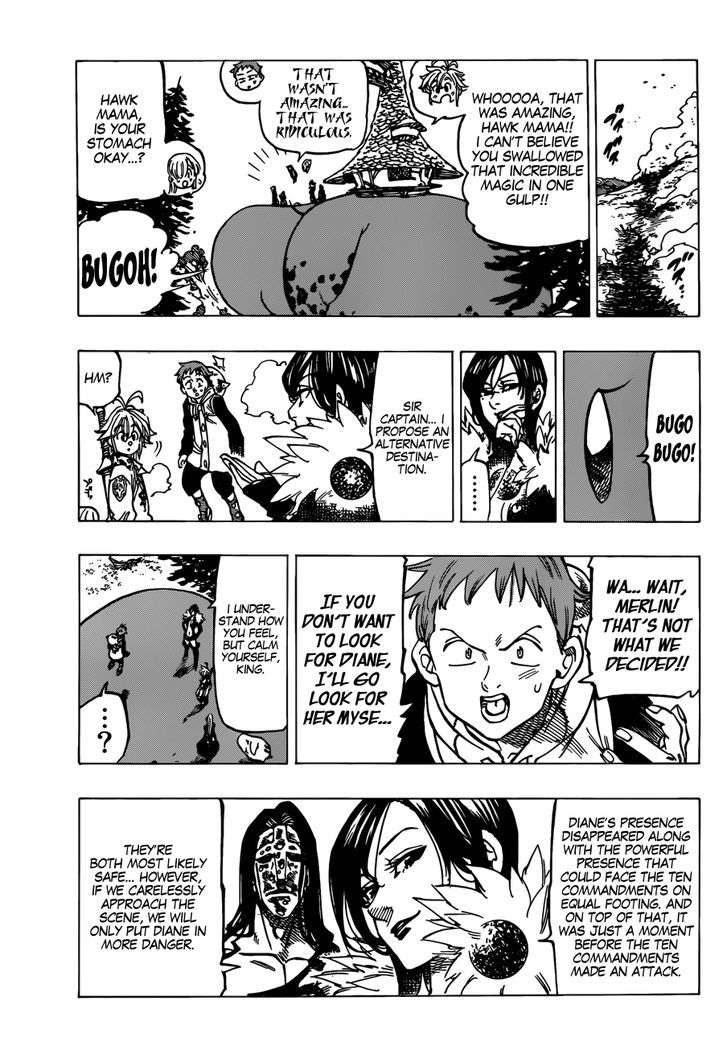 WHOOOOA, THAT
WAS AMAZING,
HAWK MAMA!!
I CAN'T BELIEVE
YOU SWALLOWED
THAT INCREDIBLE
MAGIC IN ONE
GULP!!
THAT
WASN'T
AMAZING...
THAT WAS
RIDICULOUS.
HAWK
MAMA,
IS YOUR
STOMACH
OKAY...?
BUGOH!
BUGO
BUGO!
......
SIR
CAPTAIN... I
PROPOSE AN
ALTERNATIVE
DESTINA-
TION.
HM?
WA... WAIT,
MERLIN!
THAT'S NOT
WHAT WE
DECIDED!!
IF YOU
DON'T WANT
TO LOOK
FOR DIANE,
I'LL GO
LOOK FOR
HER MYSE...
I UNDER-
STAND HOW
YOU FEEL,
BUT CALM
YOURSELF,
KING.
...?
DIANE'S PRESENCE
DISAPPEARED ALONG
WITH THE POWERFUL
PRESENCE THAT
COULD FACE THE TEN
COMMANDMENTS ON
EQUAL FOOTING. AND
ON TOP OF THAT, IT
WAS JUST A MOMENT
BEFORE THE TEN
COMMANDMENTS
MADE AN ATTACK.
THEY'RE
BOTH MOST LIKELY
SAFE... HOWEVER,
IF WE CARELESSLY
APPROACH THE
SCENE, WE WILL
ONLY PUT DIANE IN
MORE DANGER.